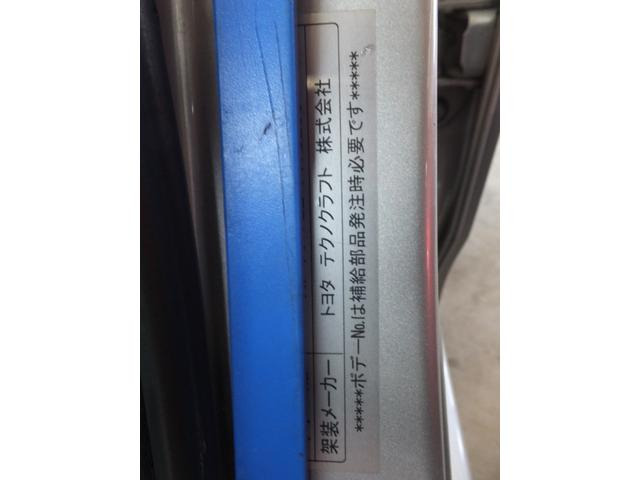 架装メーカー トヨタ テクノクラフト 株式会社
*****ボデーNo.は補給部品発注時必要です*****